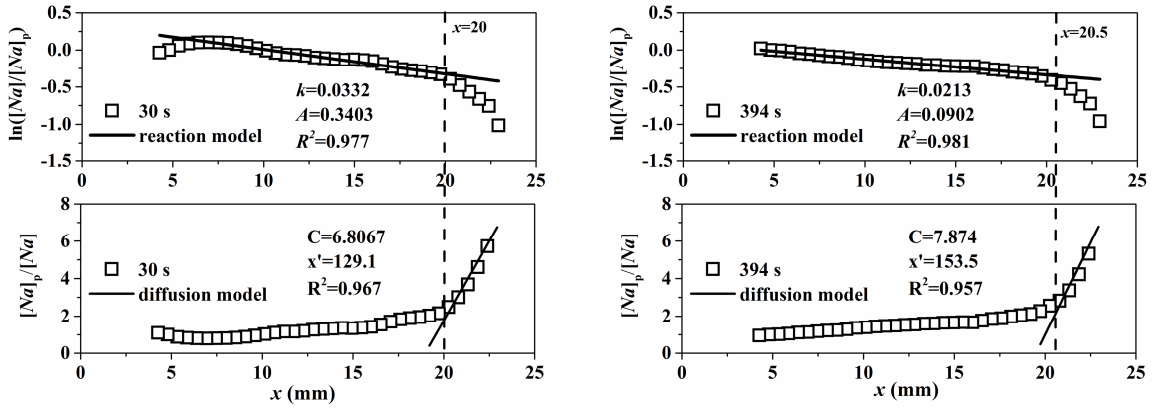 ln([Na]/[Na]p)
0.5
0.0
-0.5
-1.0
-1.5
x=20
30 s
reaction model
k=0.0332
A=0.3403
R²=0.977
0 5 10 15 20 25
[Na]p/[Na]
8
6
4
2
0
30 s
diffusion model
C=6.8067
x'=129.1
R²=0.967
0 5 10 15 20 25
x (mm)
ln([Na]/[Na]p)
0.5
0.0
-0.5
-1.0
-1.5
x=20.5
394 s
reaction model
k=0.0213
A=0.0902
R²=0.981
0 5 10 15 20 25
[Na]p/[Na]
8
6
4
2
0
394 s
diffusion model
C=7.874
x'=153.5
R²=0.957
0 5 10 15 20 25
x (mm)